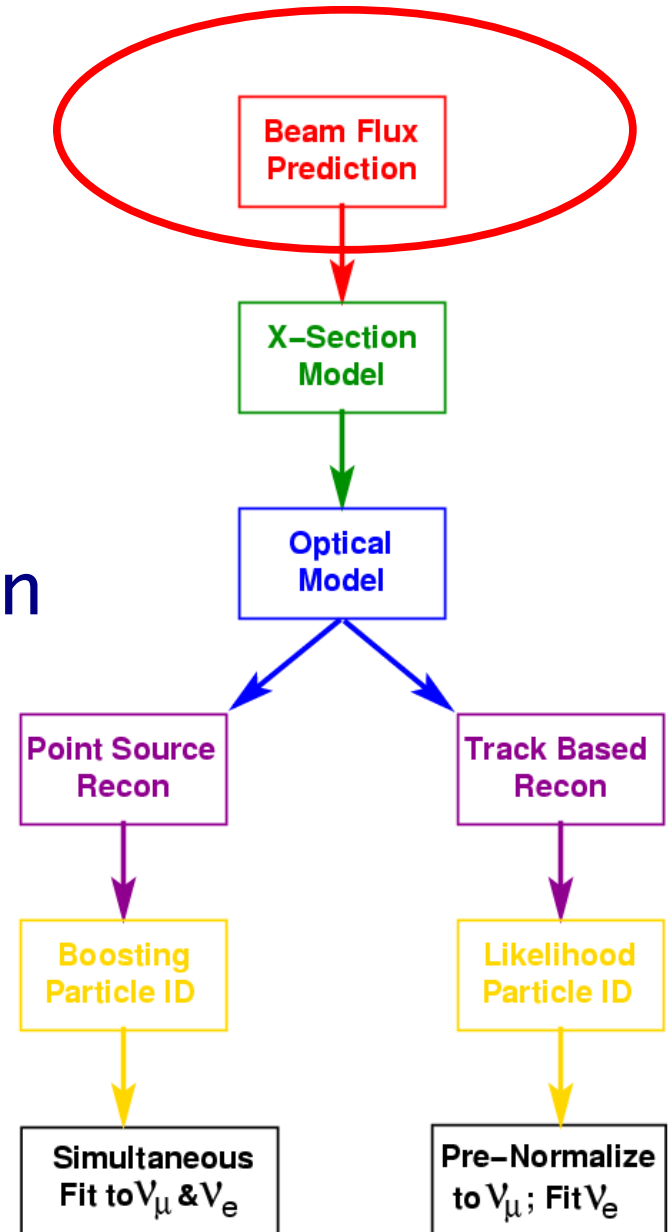 Beam Flux
Prediction
X-Section
Model
Optical
Model
n
Point Source
Recon
Track Based
Recon
Boosting
Particle ID
Likelihood
Particle ID
Simultaneous
Fit to νμ & νe
Pre-Normalize
to νμ ; Fit νe